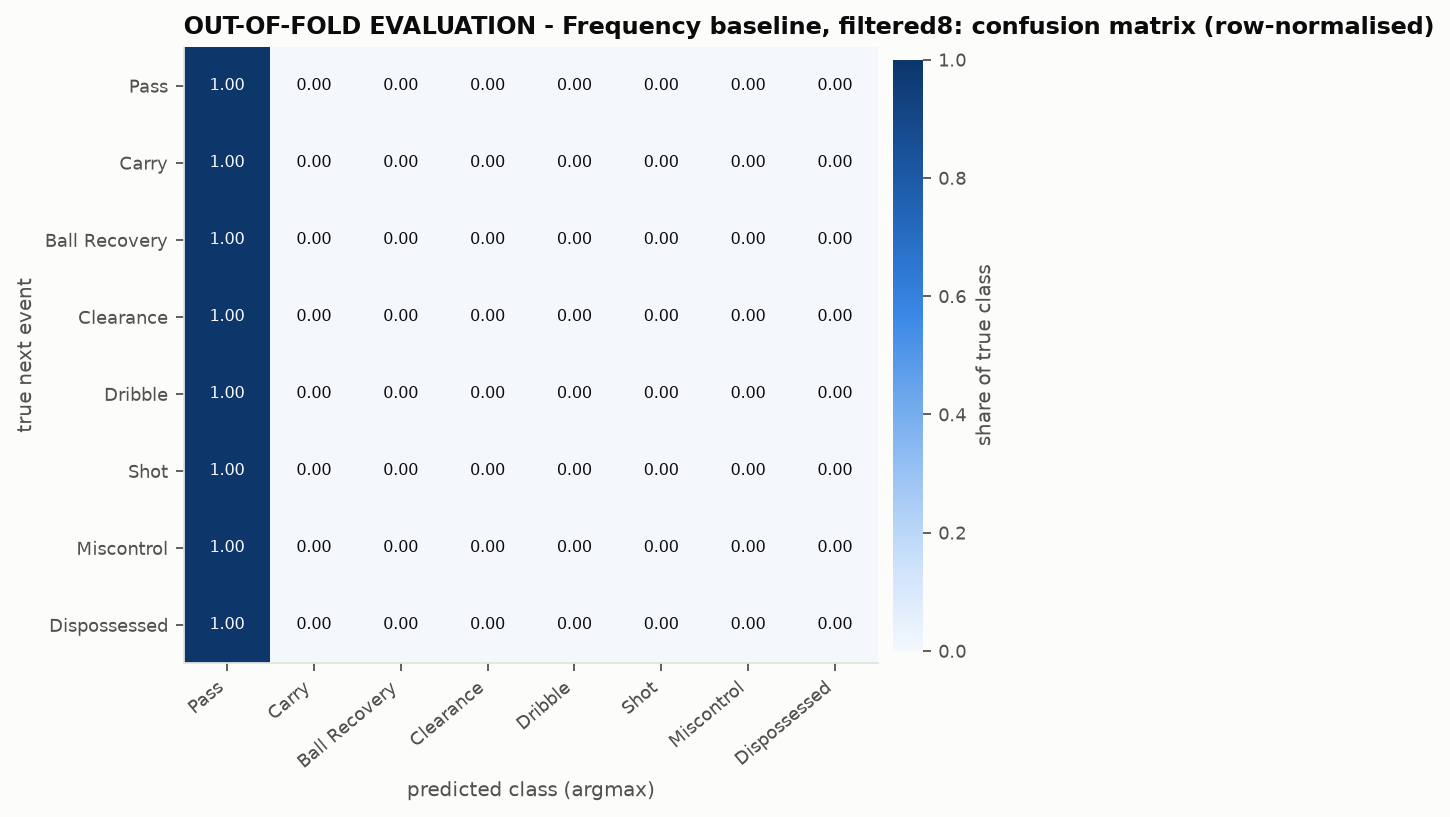 OUT-OF-FOLD EVALUATION - Frequency baseline, filtered8: confusion matrix (row-normalised)
Pass 1.00 0.00 0.00 0.00 0.00 0.00 0.00 0.00
Carry 1.00 0.00 0.00 0.00 0.00 0.00 0.00 0.00
Ball Recovery 1.00 0.00 0.00 0.00 0.00 0.00 0.00 0.00
Clearance 1.00 0.00 0.00 0.00 0.00 0.00 0.00 0.00
Dribble 1.00 0.00 0.00 0.00 0.00 0.00 0.00 0.00
Shot 1.00 0.00 0.00 0.00 0.00 0.00 0.00 0.00
Miscontrol 1.00 0.00 0.00 0.00 0.00 0.00 0.00 0.00
Dispossessed 1.00 0.00 0.00 0.00 0.00 0.00 0.00 0.00
true next event
Pass Carry Ball Recovery Clearance Dribble Shot Miscontrol Dispossessed
predicted class (argmax)
1.0
0.8
0.6
0.4
0.2
0.0
share of true class